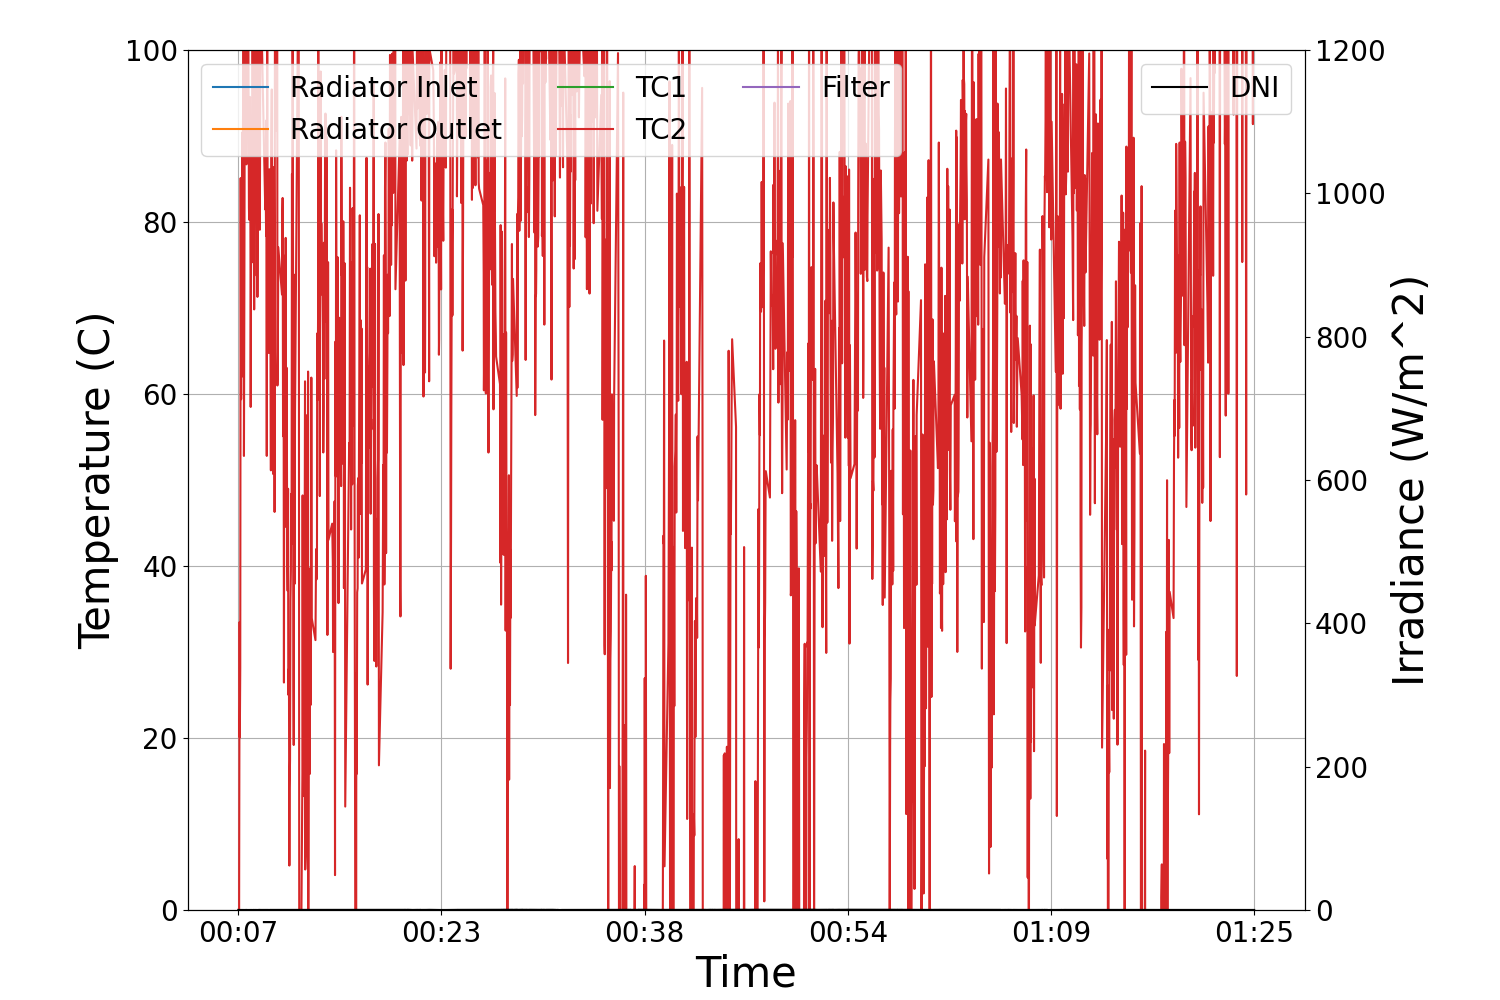 100
80
60
40
20
0
Temperature (C)
Radiator Inlet
Radiator Outlet
TC1
TC2
Filter
DNI
1200
1000
800
600
400
200
0
Irradiance (W/m^2)
00:07
00:23
00:38
00:54
01:09
01:25
Time